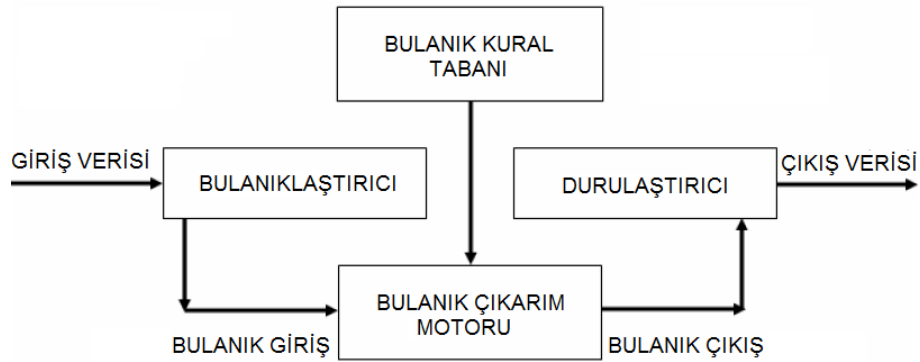 BULANIK KURAL
TABANI
GİRİŞ VERİSİ
BULANIKLAŞTIRICI
DURULAŞTIRICI
ÇIKIŞ VERİSİ
BULANIK ÇIKARIM
MOTORU
BULANIK GİRİŞ
BULANIK ÇIKIŞ